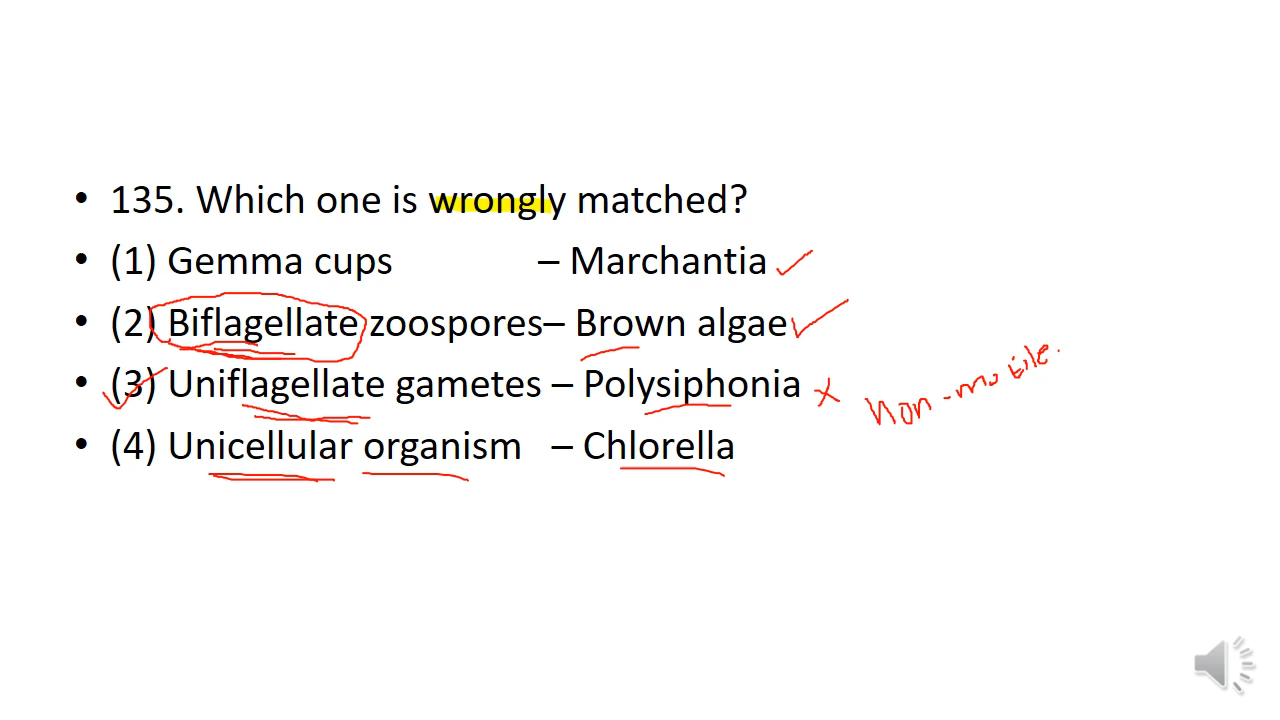 • 135. Which one is wrongly matched?
• (1) Gemma cups – Marchantia
• (2) Biflagellate zoospores– Brown algae
• (3) Uniflagellate gametes – Polysiphonia x Non-motile.
• (4) Unicellular organism – Chlorella